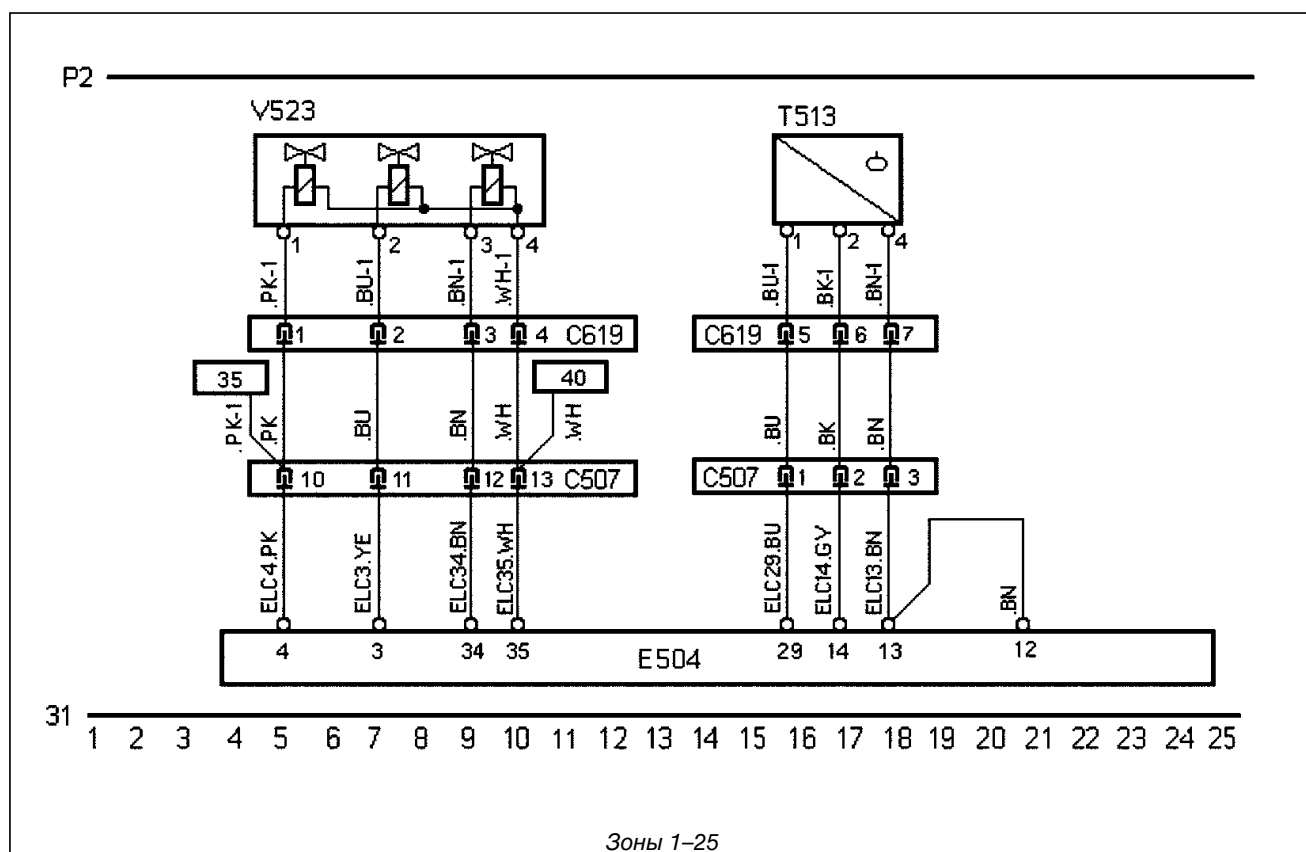 P2
V523
T513
1 2 3 4
1 2 4
.PK-1 .BU-1 .BN-1 .WH-1
.BU-1 .BK-1 .BN-1
1 2 3 4 C619
C619 5 6 7
35
40
.PK-1 .PK .BU .BN .WH .WH
.BU .BK .BN
10 11 12 13 C507
C507 1 2 3
ELC4.PK ELC3.YE ELC34.BN ELC35.WH
ELC29.BU ELC14.GY ELC13.BN .BN
4 3 34 35 29 14 13 12
E504
31
1 2 3 4 5 6 7 8 9 10 11 12 13 14 15 16 17 18 19 20 21 22 23 24 25
Зоны 1–25